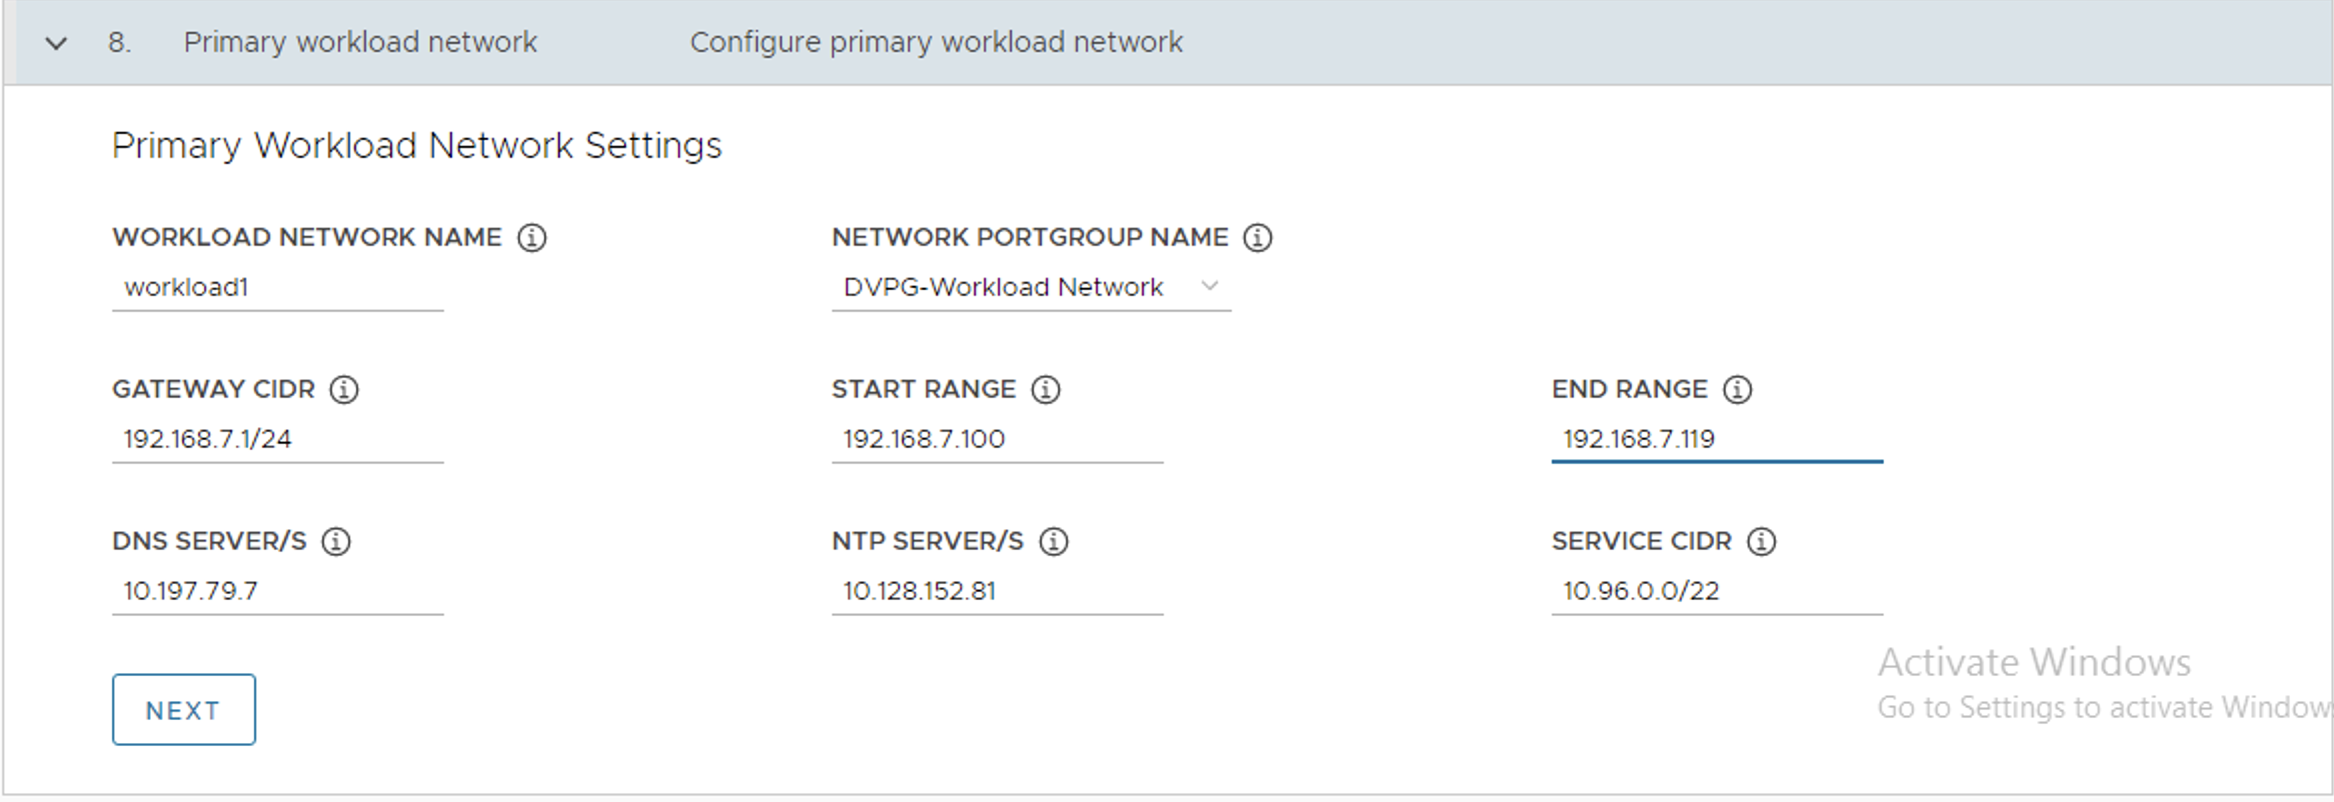 8. Primary workload network Configure primary workload network
Primary Workload Network Settings
WORKLOAD NETWORK NAME NETWORK PORTGROUP NAME
workload1 DVPG-Workload Network
GATEWAY CIDR START RANGE END RANGE
192.168.7.1/24 192.168.7.100 192.168.7.119
DNS SERVER/S NTP SERVER/S SERVICE CIDR
10.197.79.7 10.128.152.81 10.96.0.0/22
Activate Windows
Go to Settings to activate Window
NEXT